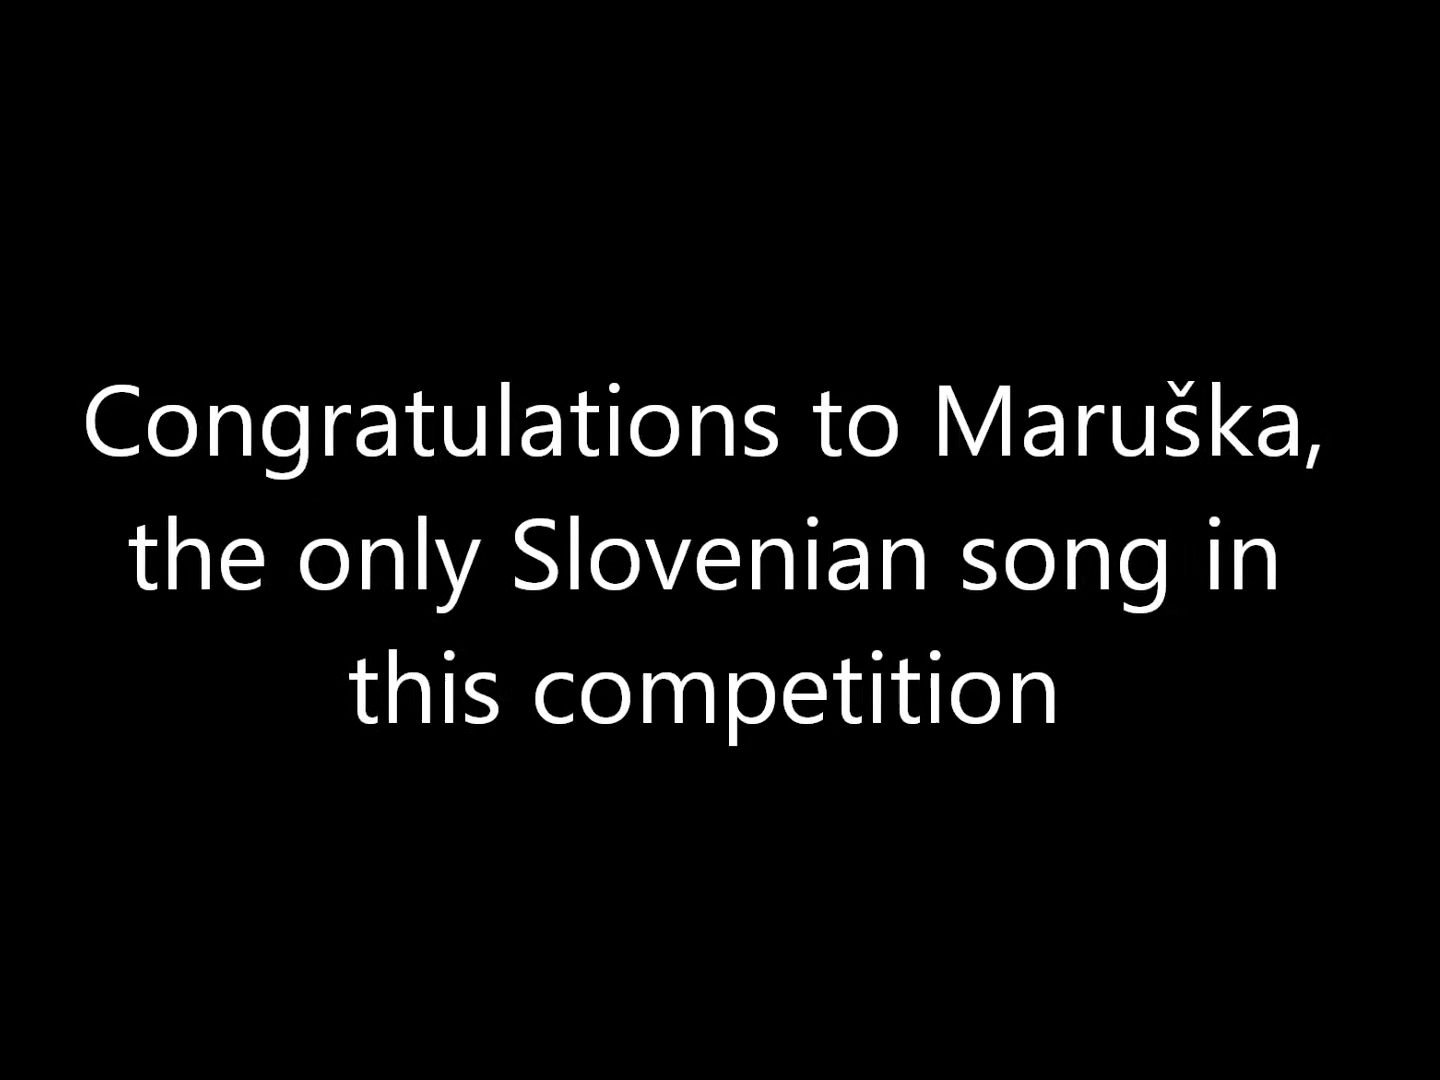 Congratulations to Maruška,
the only Slovenian song in
this competition